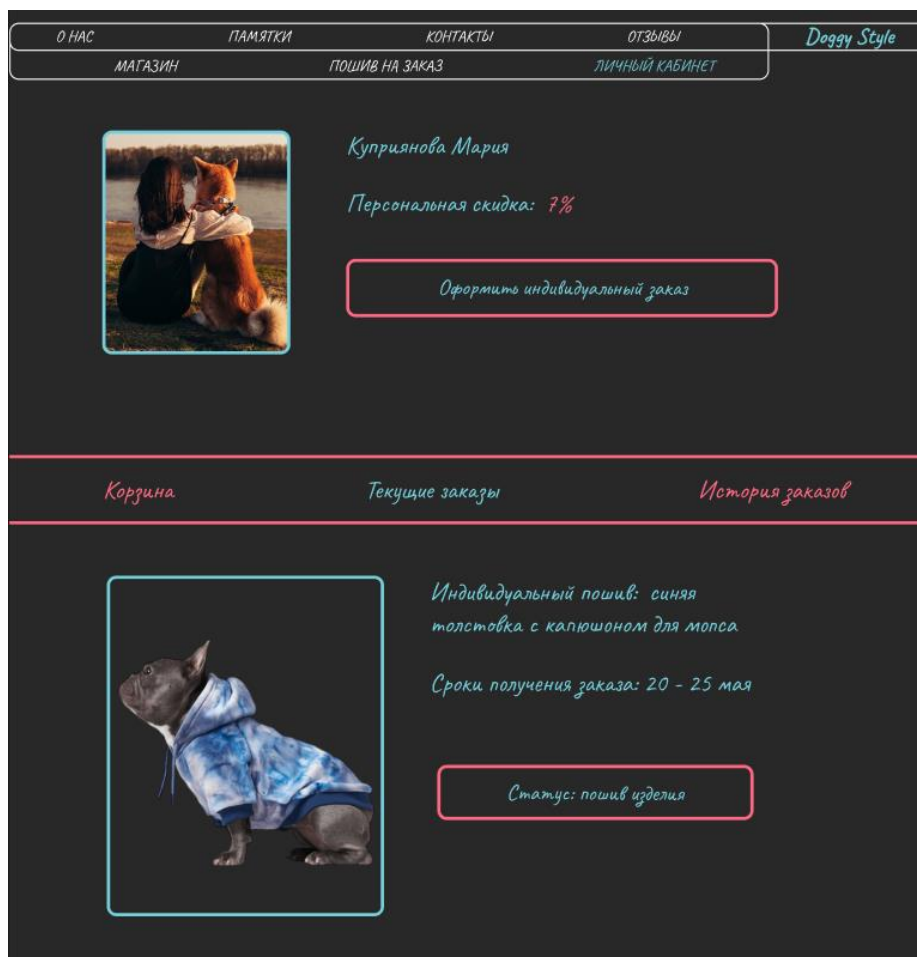 О НАС ПАМЯТКИ КОНТАКТЫ ОТЗЫВЫ Doggy Style
МАГАЗИН ПОШИВ НА ЗАКАЗ ЛИЧНЫЙ КАБИНЕТ
Куприянова Мария
Персональная скидка: 7%
Оформить индивидуальный заказ
Корзина Текущие заказы История заказов
Индивидуальный пошив: синяя
толстовка с капюшоном для мопса
Сроки получения заказа: 20 - 25 мая
Статус: пошив изделия